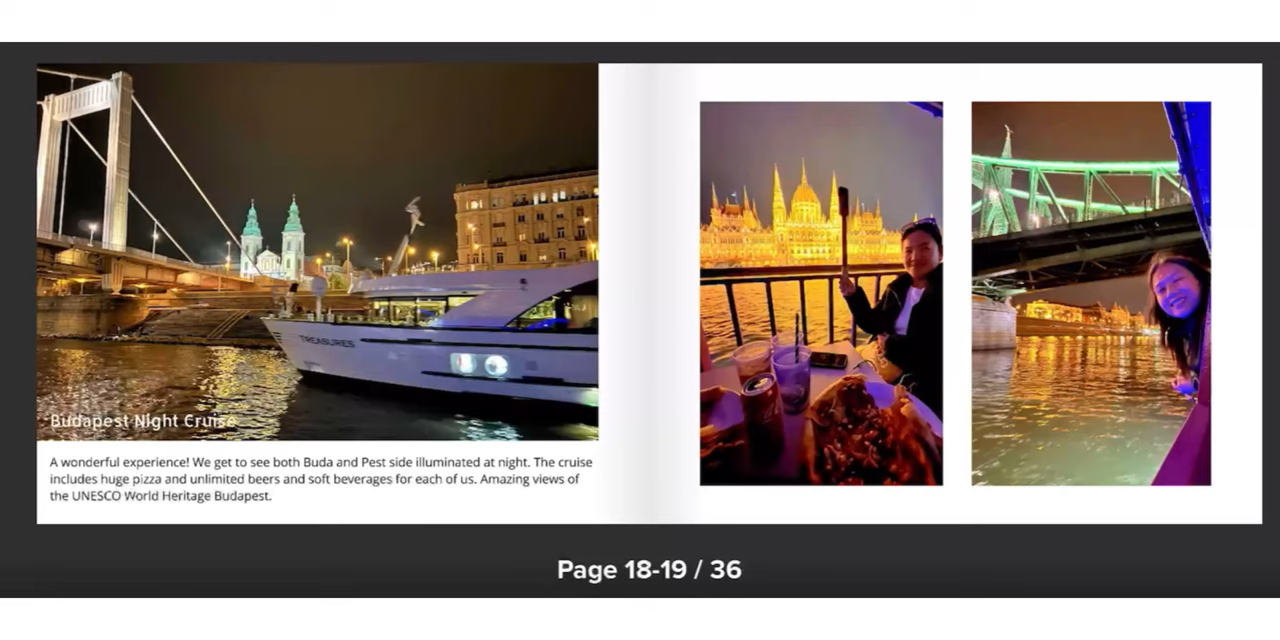 TREASURES
Budapest Night Cruise
A wonderful experience! We get to see both Buda and Pest side illuminated at night. The cruise
includes huge pizza and unlimited beers and soft beverages for each of us. Amazing views of
the UNESCO World Heritage Budapest.
Page 18-19 / 36